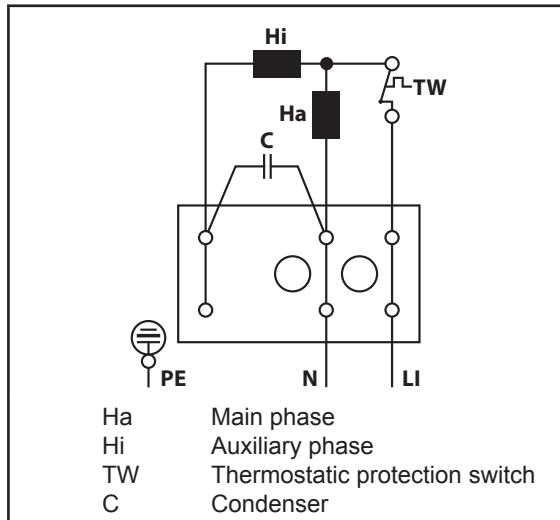 Hi
TW
Ha
C
PE N LI
Ha Main phase
Hi Auxiliary phase
TW Thermostatic protection switch
C Condenser